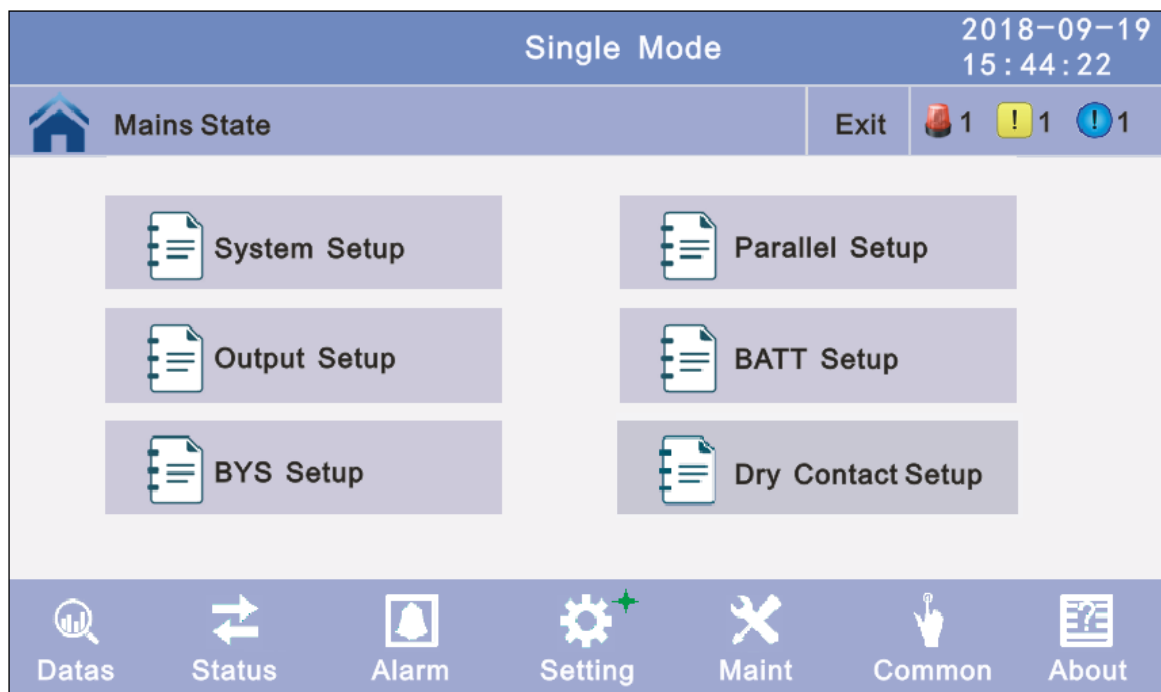 Single Mode
2018-09-19
15:44:22
Mains State
Exit
1
! 1
! 1
System Setup
Parallel Setup
Output Setup
BATT Setup
BYS Setup
Dry Contact Setup
Datas
Status
Alarm
Setting
Maint
Common
? About